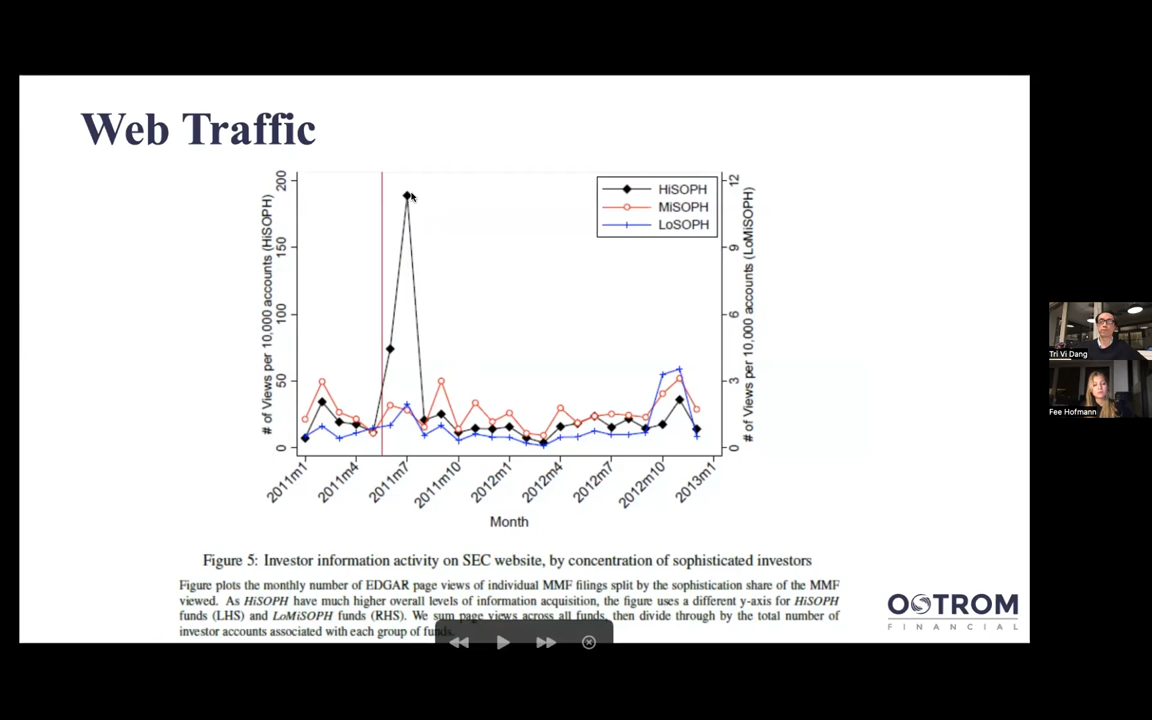 Web Traffic
HiSOPH
MiSOPH
LoSOPH
# of Views per 10,000 accounts (HiSOPH)
0
50
100
150
200
# of Views per 10,000 accounts (LoMiSOPH)
0
3
6
9
12
2011m1
2011m4
2011m7
2011m10
2012m1
2012m4
2012m7
2012m10
2013m1
Month
Figure 5: Investor information activity on SEC website, by concentration of sophisticated investors
Figure plots the monthly number of EDGAR page views of individual MMF filings split by the sophistication share of the MMF
viewed. As HiSOPH have much higher overall levels of information acquisition, the figure uses a different y-axis for HiSOPH
funds (LHS) and LoMiSOPH funds (RHS). We sum page views across all funds, then divide through by the total number of
investor accounts associated with each group of funds.
OSTROM
FINANCIAL
Tri Vi Dang
Fee Hofmann